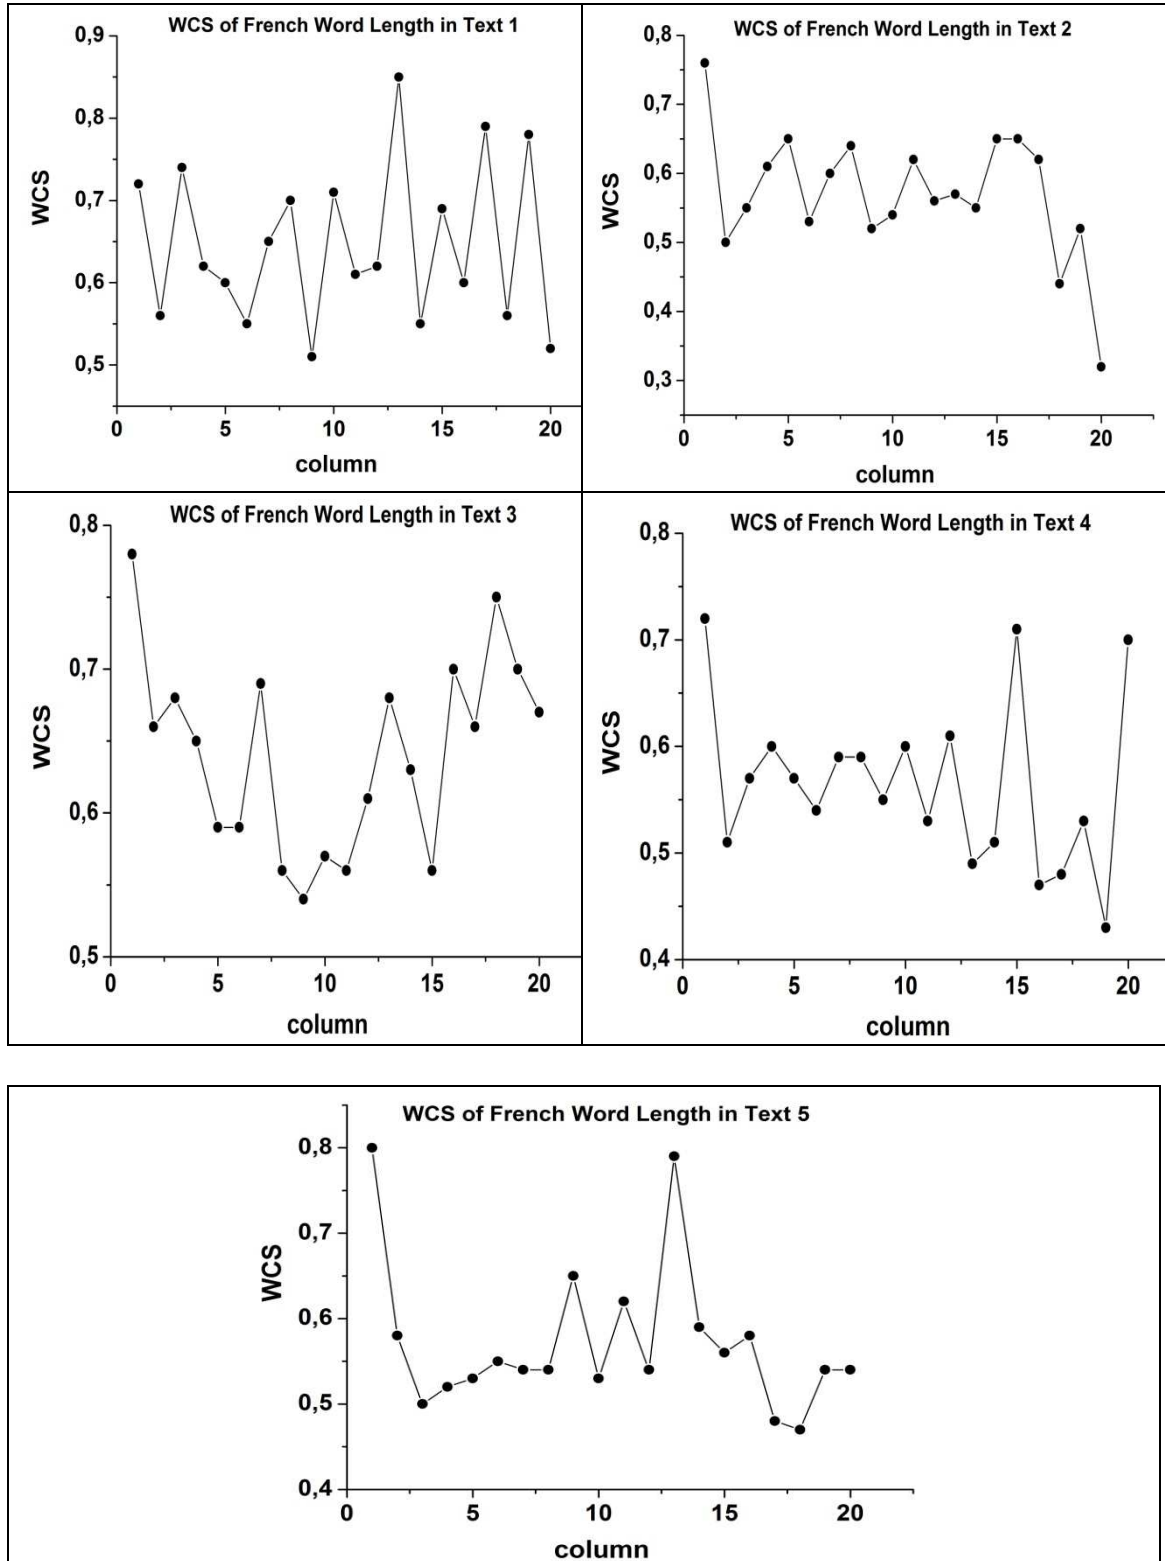 WCS of French Word Length in Text 1
0,9
0,8
0,7
0,6
0,5
WCS
0 5 10 15 20
column
WCS of French Word Length in Text 2
0,8
0,7
0,6
0,5
0,4
0,3
WCS
0 5 10 15 20
column
WCS of French Word Length in Text 3
0,8
0,7
0,6
0,5
WCS
0 5 10 15 20
column
WCS of French Word Length in Text 4
0,8
0,7
0,6
0,5
0,4
WCS
0 5 10 15 20
column
WCS of French Word Length in Text 5
0,8
0,7
0,6
0,5
0,4
WCS
0 5 10 15 20
column